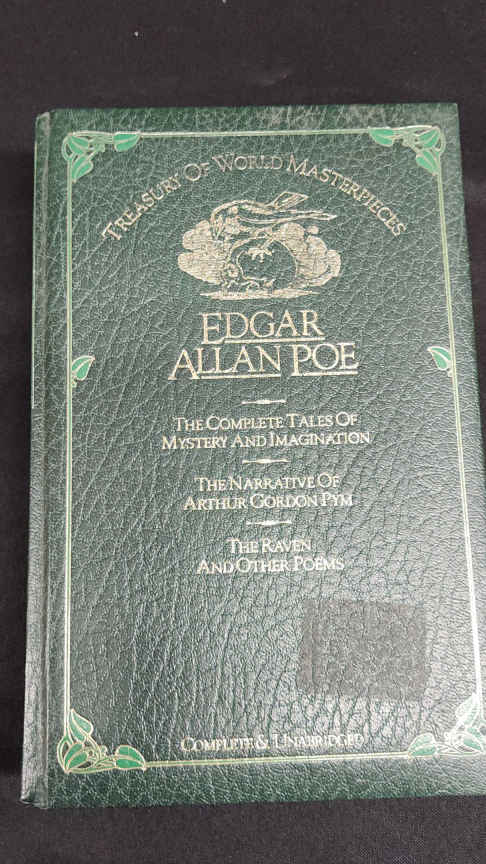 TREASURY OF WORLD MASTERPIECES
EDGAR
ALLAN POE
THE COMPLETE TALES OF
MYSTERY AND IMAGINATION
THE NARRATIVE OF
ARTHUR GORDON PYM
THE RAVEN
AND OTHER POEMS
COMPLETE & UNABRIDGED